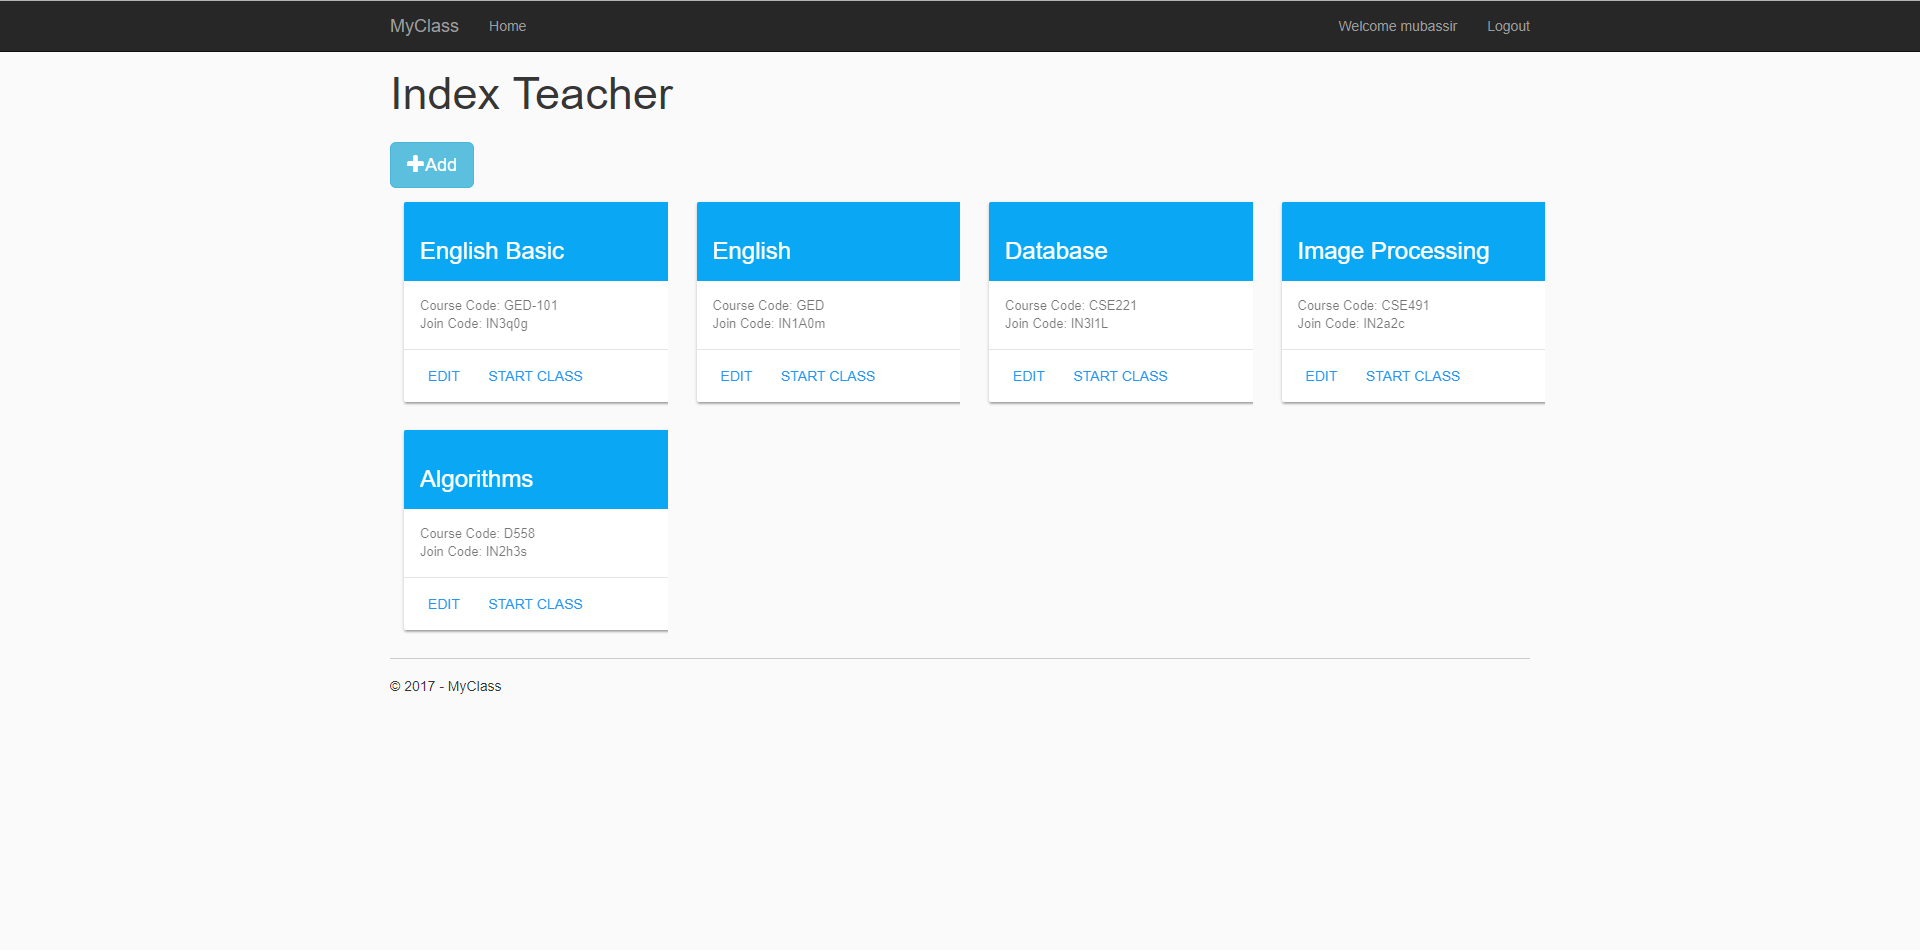 MyClass Home Welcome mubassir Logout
Index Teacher
Add
English Basic
Course Code: GED-101
Join Code: IN3q0g
EDIT START CLASS
English
Course Code: GED
Join Code: IN1A0m
EDIT START CLASS
Database
Course Code: CSE221
Join Code: IN3I1L
EDIT START CLASS
Image Processing
Course Code: CSE491
Join Code: IN2a2c
EDIT START CLASS
Algorithms
Course Code: D558
Join Code: IN2h3s
EDIT START CLASS
© 2017 - MyClass